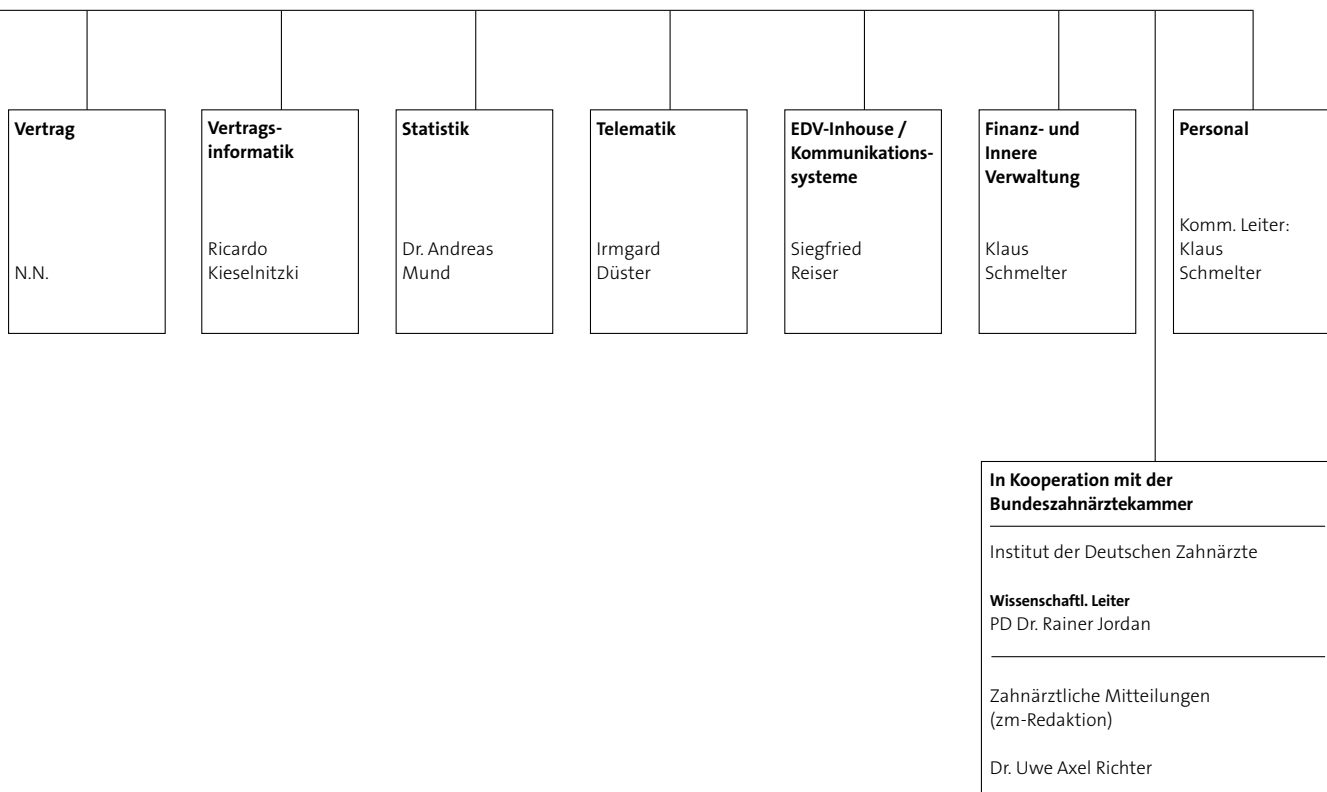 Vertrag
N.N.
Vertrags-
informatik
Ricardo
Kieselnitzki
Statistik
Dr. Andreas
Mund
Telematik
Irmgard
Düster
EDV-Inhouse /
Kommunikations-
systeme
Siegfried
Reiser
Finanz- und
Innere
Verwaltung
Klaus
Schmelter
Personal
Komm. Leiter:
Klaus
Schmelter
In Kooperation mit der
Bundeszahnärztekammer
Institut der Deutschen Zahnärzte
Wissenschaftl. Leiter
PD Dr. Rainer Jordan
Zahnärztliche Mitteilungen
(zm-Redaktion)
Dr. Uwe Axel Richter